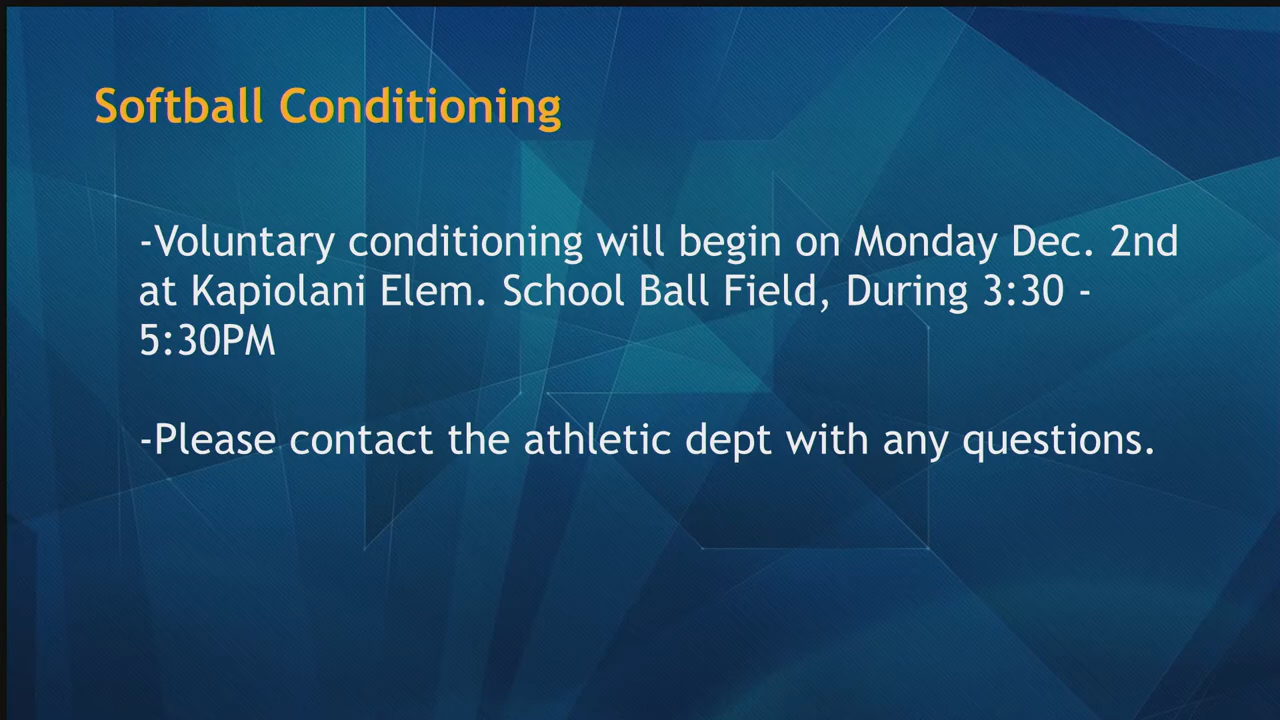 Softball Conditioning
-Voluntary conditioning will begin on Monday Dec. 2nd
at Kapiolani Elem. School Ball Field, During 3:30 -
5:30PM
-Please contact the athletic dept with any questions.